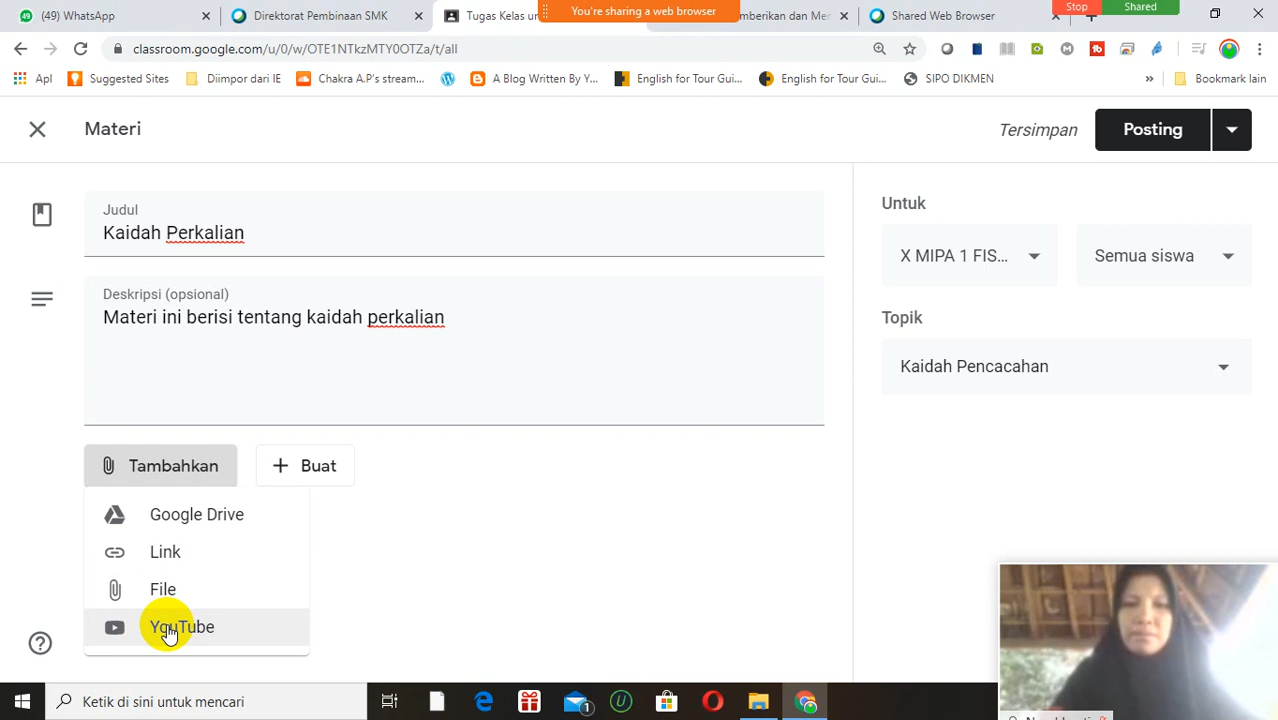 (49) WhatsApp
Direktorat Pembinaan SMK
Tugas Kelas un
You're sharing a web browser
mberikan dan Mer
Shared Web Browser
Stop
Shared
classroom.google.com/u/0/w/OTE1NTkzMTY0OTZa/t/all
Apl
Suggested Sites
Diimpor dari IE
Chakra A.P's stream...
A Blog Written By Y...
English for Tour Gui...
English for Tour Gui...
SIPO DIKMEN
»
Bookmark lain
Materi
Tersimpan
Posting
Judul
Kaidah Perkalian
Deskripsi (opsional)
Materi ini berisi tentang kaidah perkalian
Untuk
X MIPA 1 FIS...
Semua siswa
Topik
Kaidah Pencacahan
Tambahkan
Buat
Google Drive
Link
File
YouTube
Ketik di sini untuk mencari
1